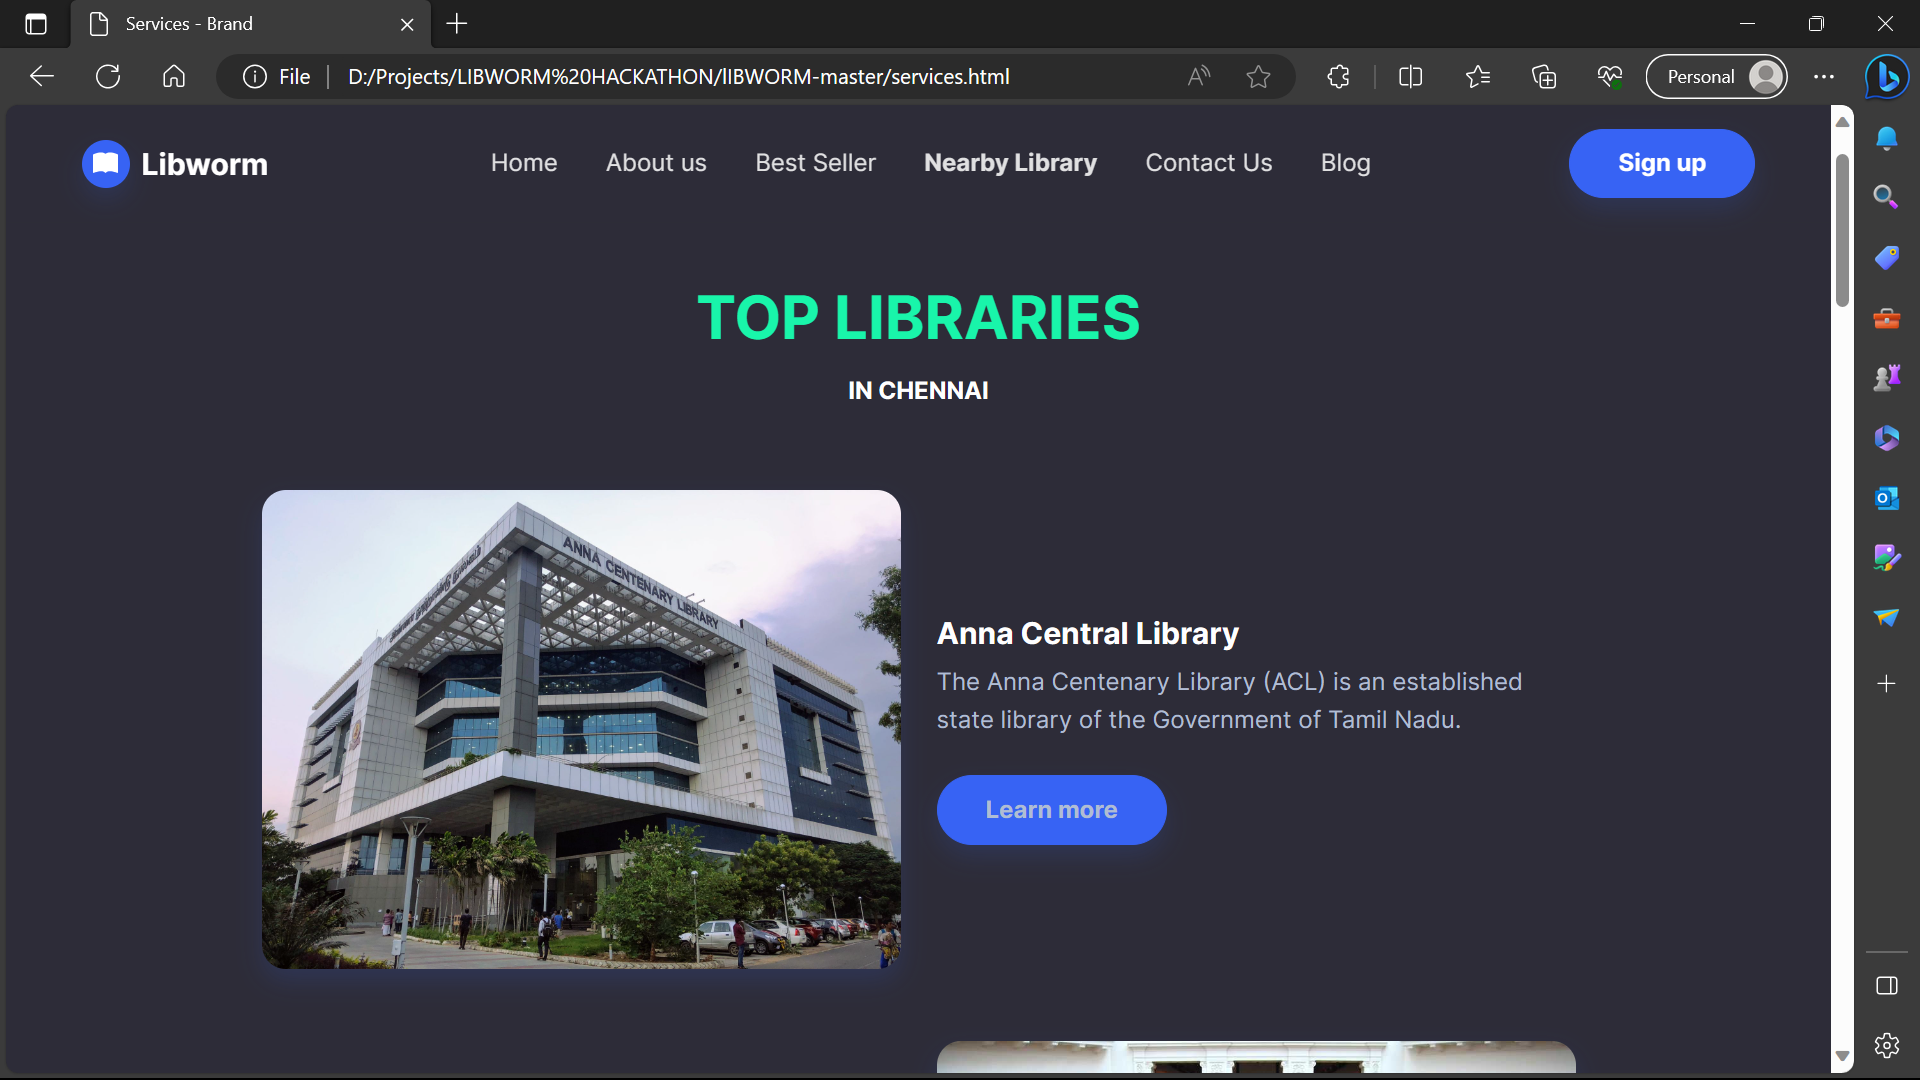 Services - Brand
File
D:/Projects/LIBWORM%20HACKATHON/lIBWORM-master/services.html
Personal
Libworm
Home
About us
Best Seller
Nearby Library
Contact Us
Blog
Sign up
TOP LIBRARIES
IN CHENNAI
ANNA CENTENARY LIBRARY
Anna Central Library
The Anna Centenary Library (ACL) is an established
state library of the Government of Tamil Nadu.
Learn more